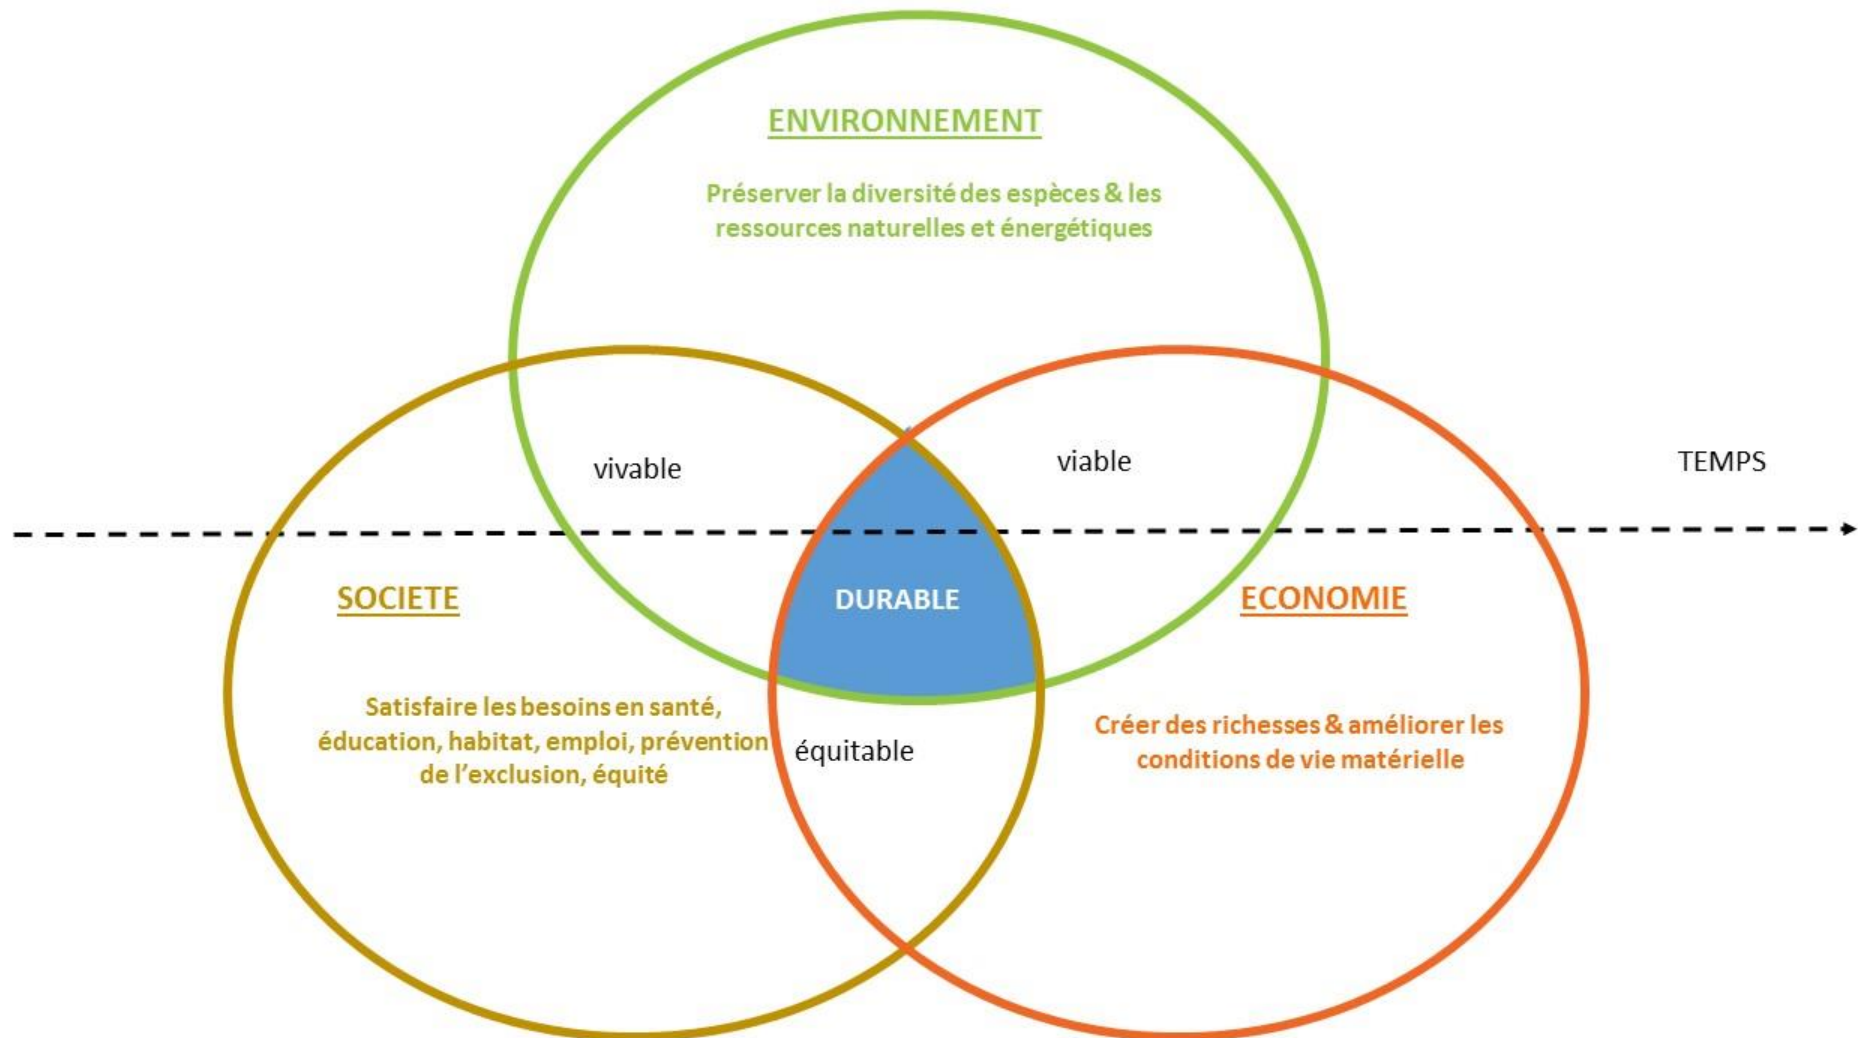 ENVIRONNEMENT
Préserver la diversité des espèces & les
ressources naturelles et énergétiques
vivable
viable
TEMPS
DURABLE
SOCIETE
Satisfaire les besoins en santé,
éducation, habitat, emploi, prévention
de l’exclusion, équité
équitable
ECONOMIE
Créer des richesses & améliorer les
conditions de vie matérielle